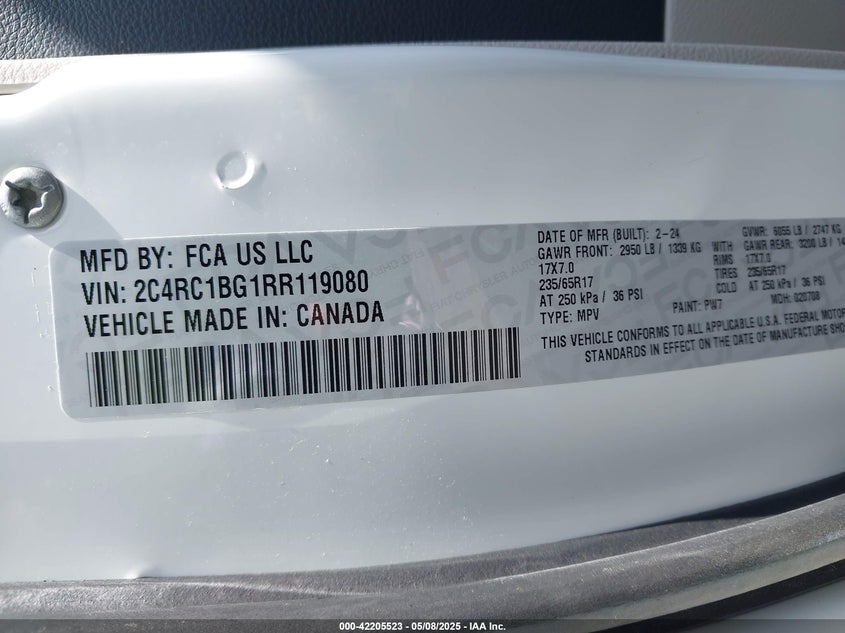 MFD BY: FCA US LLC
VIN: 2C4RC1BG1RR119080
VEHICLE MADE IN: CANADA
DATE OF MFR (BUILT): 2-24 GVWR: 6055 LB / 2747 KG
GAWR FRONT: 2950 LB / 1339 KG WITH GAWR REAR: 3200 LB / 14
17X7.0 RIMS 17X7.0
235/65R17 TIRES 235/65R17
AT 250 kPa / 36 PSI COLD AT 250 kPa / 36 PSI
TYPE: MPV PAINT: PW7 MDH: 020708
THIS VEHICLE CONFORMS TO ALL APPLICABLE U.S.A. FEDERAL MOTOR
STANDARDS IN EFFECT ON THE DATE OF MANUFACTURE SHO
000-42205523 - 05/08/2025 - IAA Inc.